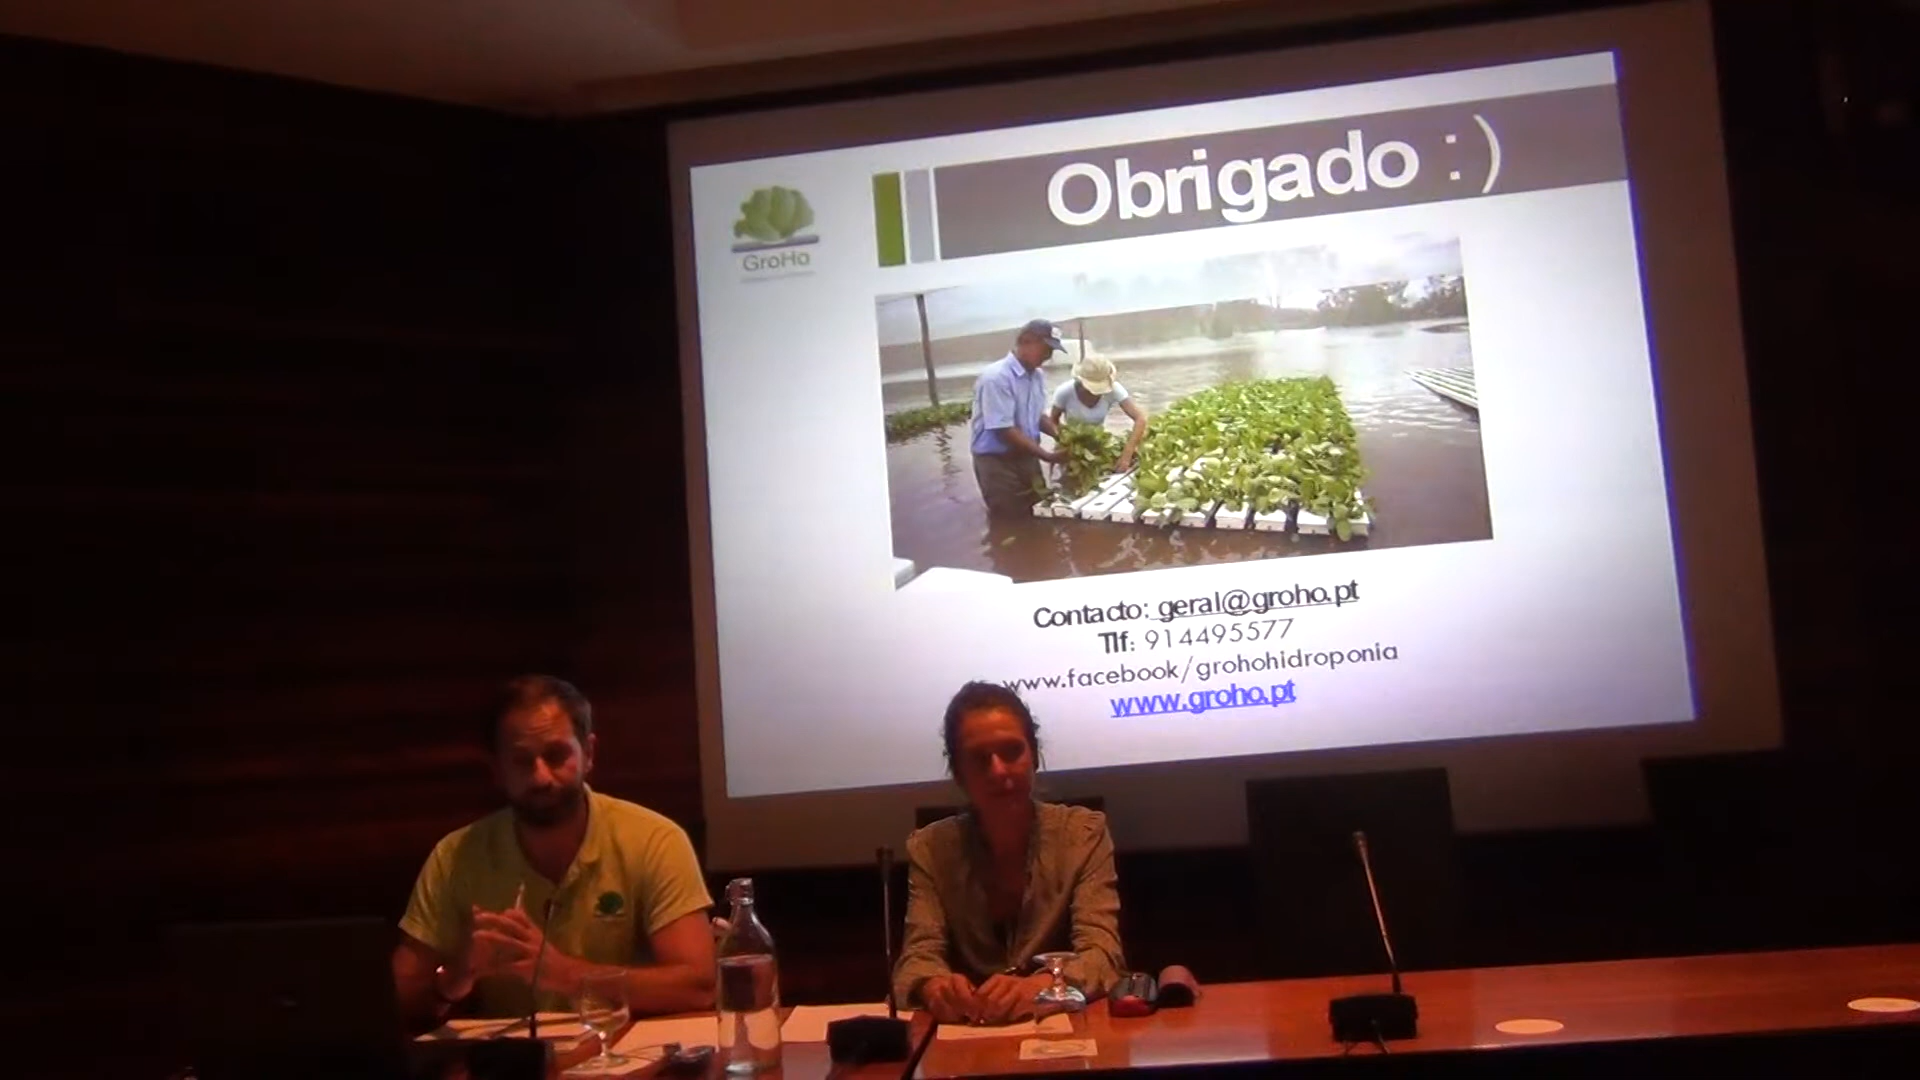 Obrigado :)
GroHo
Contacto: geral@groho.pt
Tlf: 914495577
www.facebook/grohohidroponia
www.groho.pt